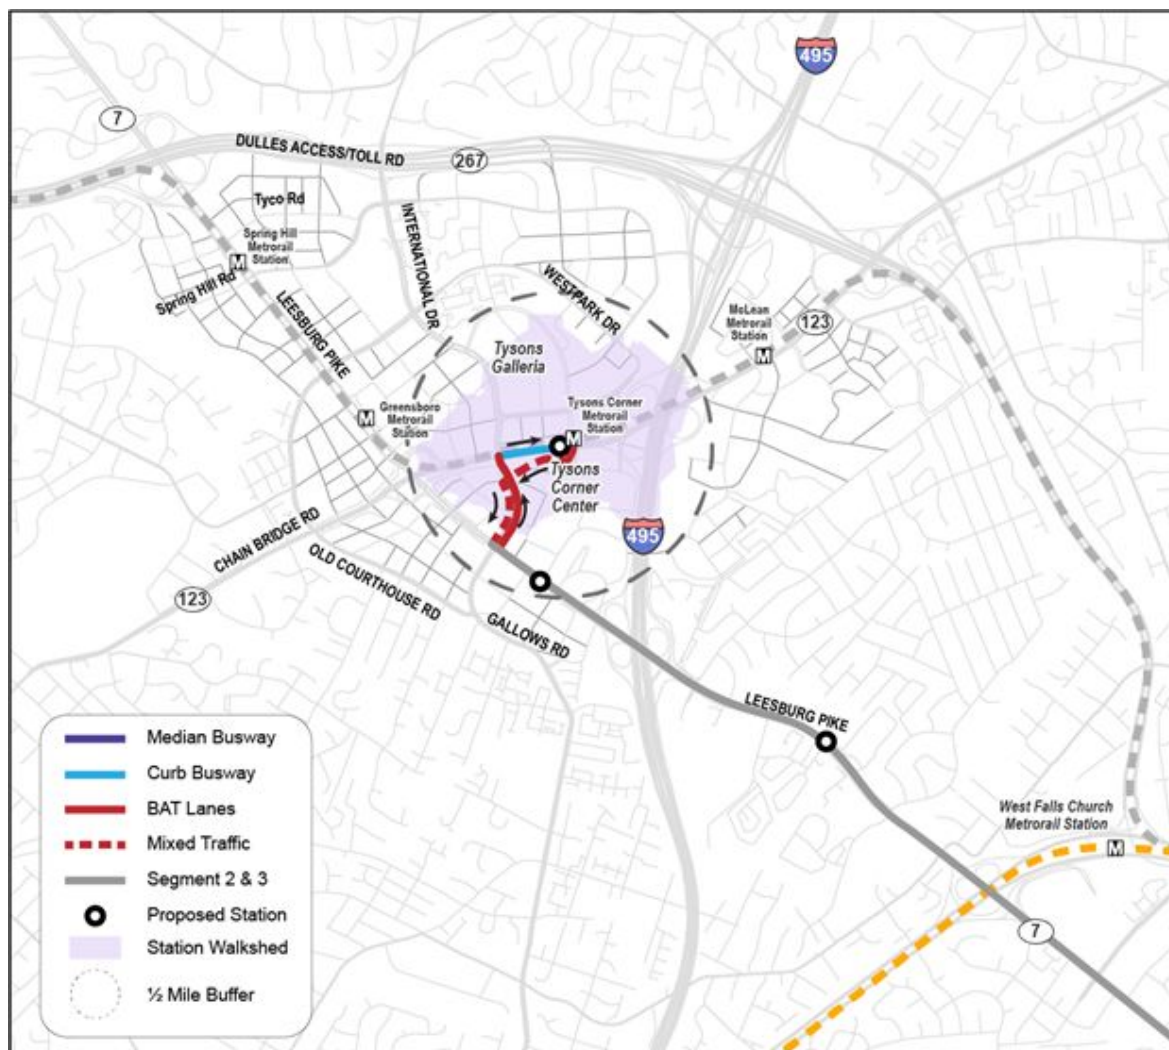 495
7
DULLES ACCESS/TOLL RD
267
Tyco Rd
Spring Hill
Metrorail
Station
M
Spring Hill Rd
INTERNATIONAL DR
LEESBURG PIKE
WESTPARK DR
McLean
Metrorail
Station
M
123
Tysons
Galleria
Greensboro
Metrorail
Station
M
Tysons Corner
Metrorail
Station
M
Tysons
Corner
Center
495
CHAIN BRIDGE RD
OLD COURTHOUSE RD
123
GALLOWS RD
LEESBURG PIKE
West Falls Church
Metrorail Station
M
7
Median Busway
Curb Busway
BAT Lanes
Mixed Traffic
Segment 2 & 3
Proposed Station
Station Walkshed
½ Mile Buffer